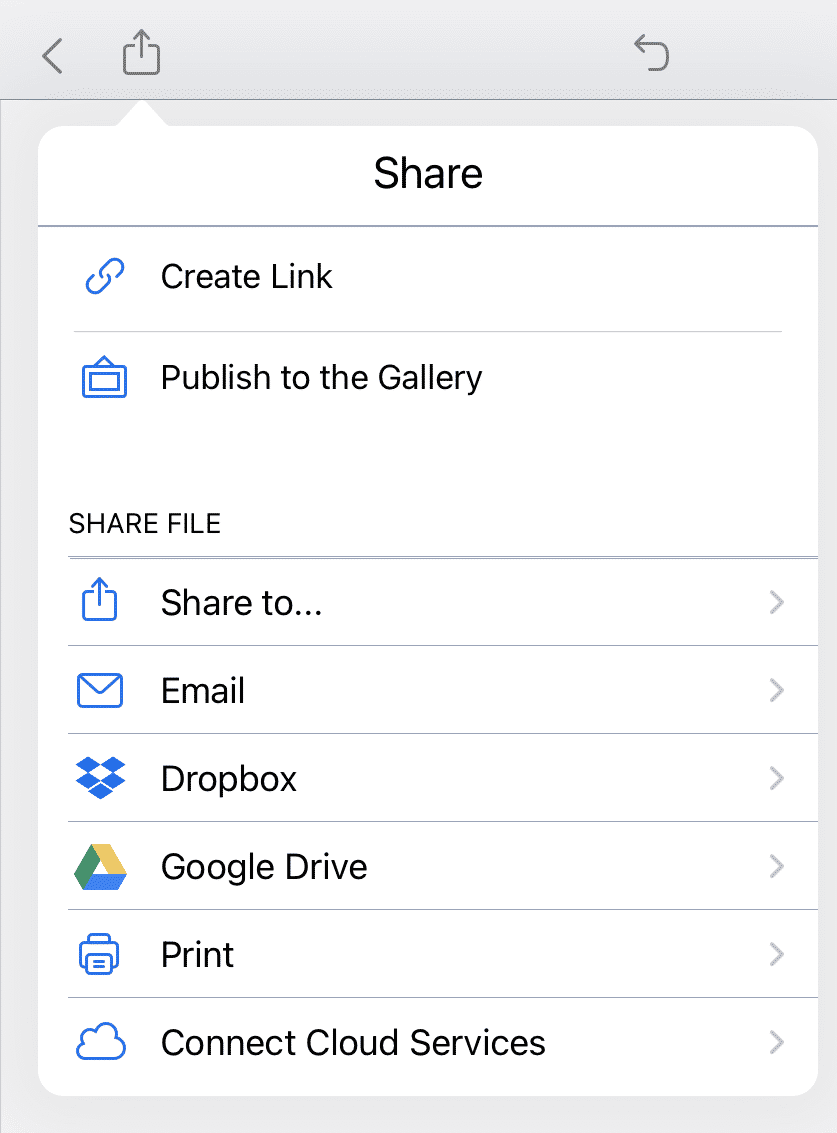 Share
Create Link
Publish to the Gallery
SHARE FILE
Share to...
Email
Dropbox
Google Drive
Print
Connect Cloud Services